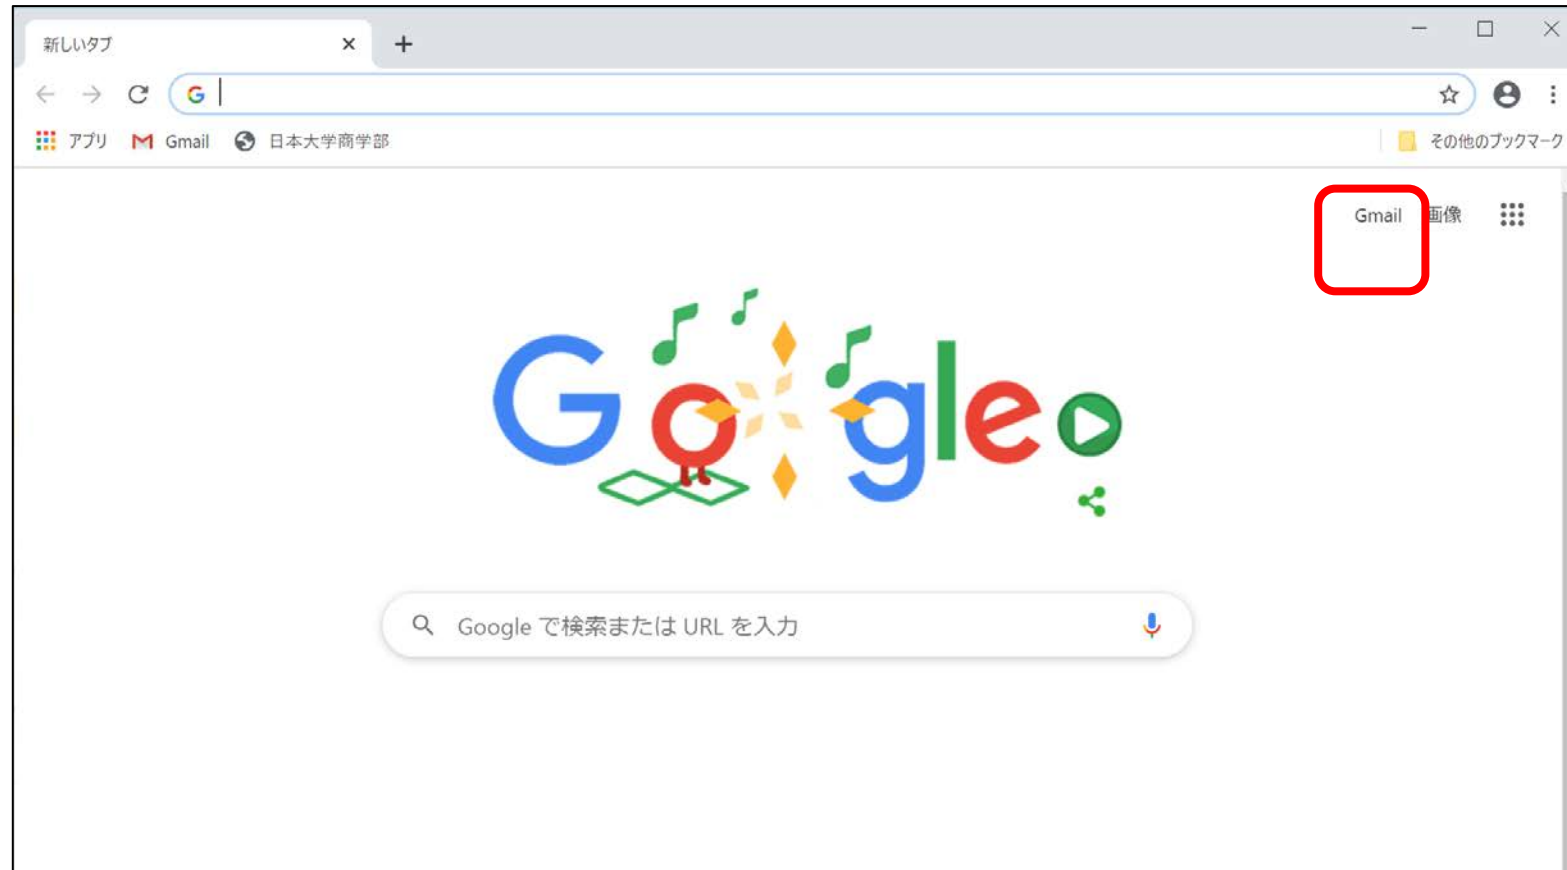 新しいタブ
アプリ Gmail 日本大学商学部 その他のブックマーク
Gmail 画像
Google
Google で検索または URL を入力